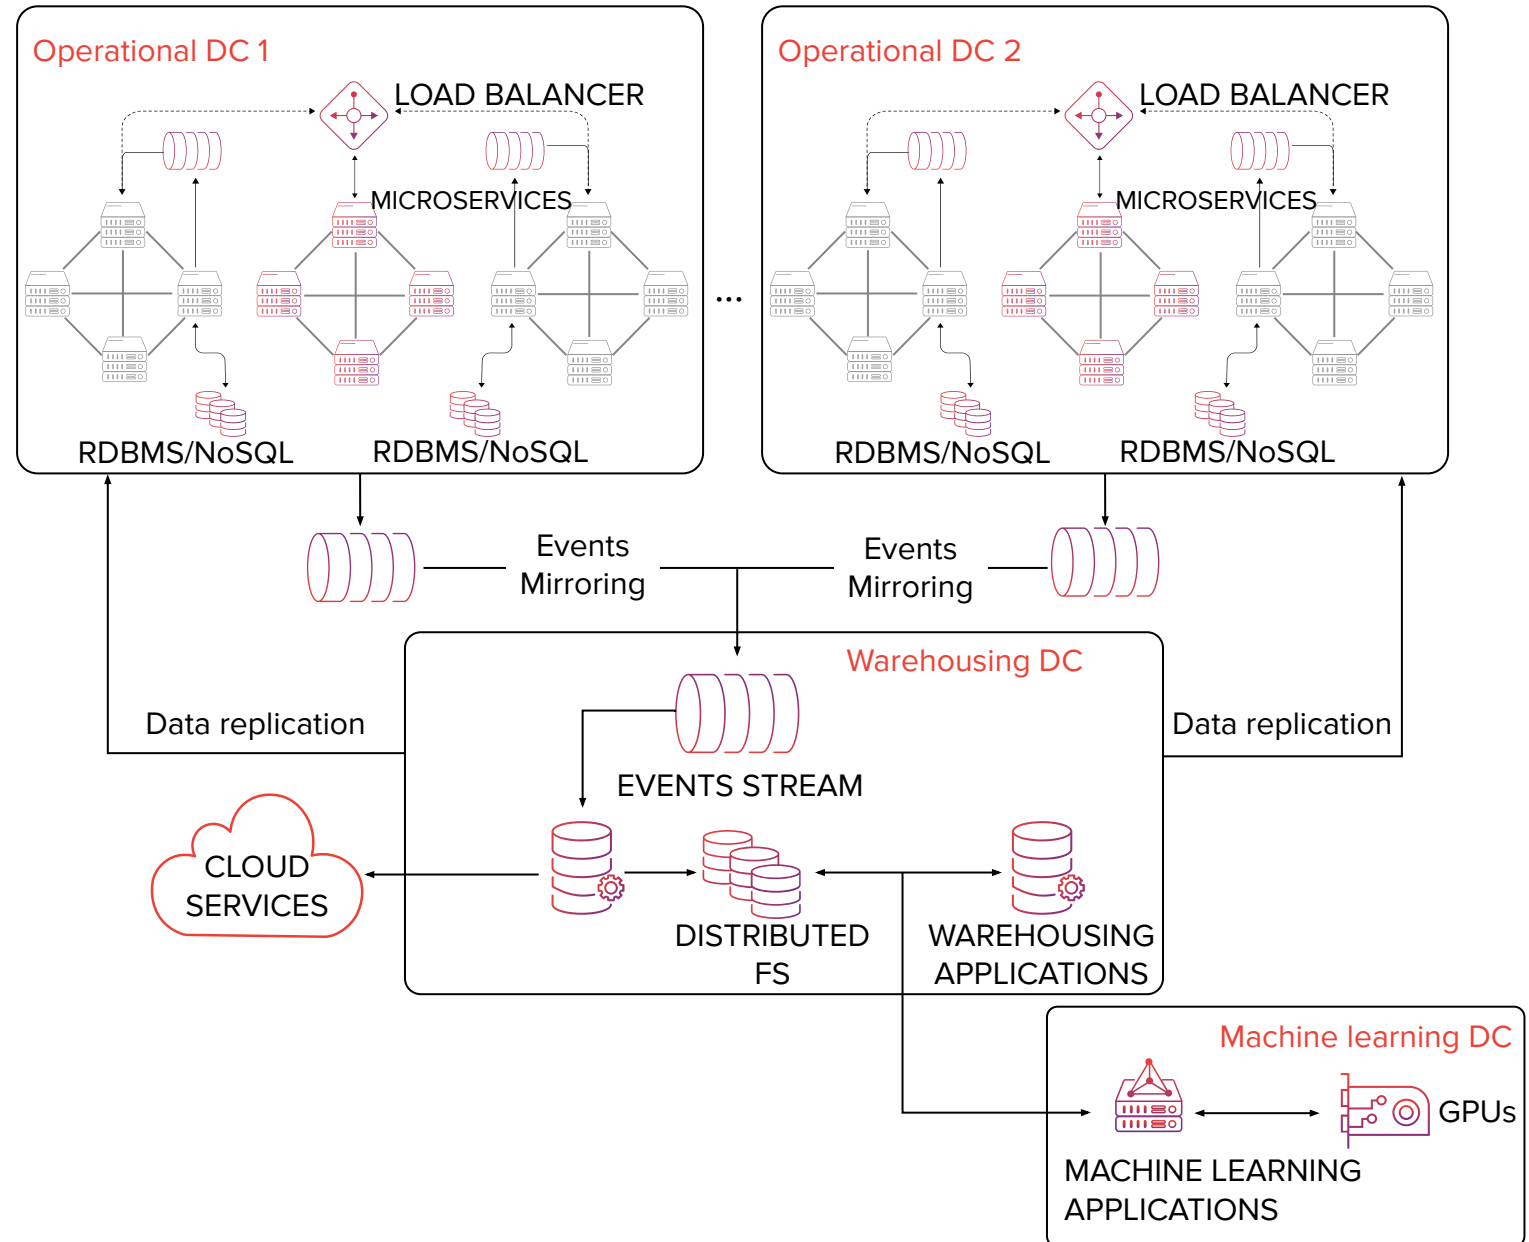 Operational DC 1
LOAD BALANCER
MICROSERVICES
RDBMS/NoSQL
RDBMS/NoSQL
...
Operational DC 2
LOAD BALANCER
MICROSERVICES
RDBMS/NoSQL
RDBMS/NoSQL
Events
Mirroring
Events
Mirroring
Data replication
Data replication
Warehousing DC
EVENTS STREAM
CLOUD
SERVICES
DISTRIBUTED
FS
WAREHOUSING
APPLICATIONS
Machine learning DC
GPUs
MACHINE LEARNING
APPLICATIONS